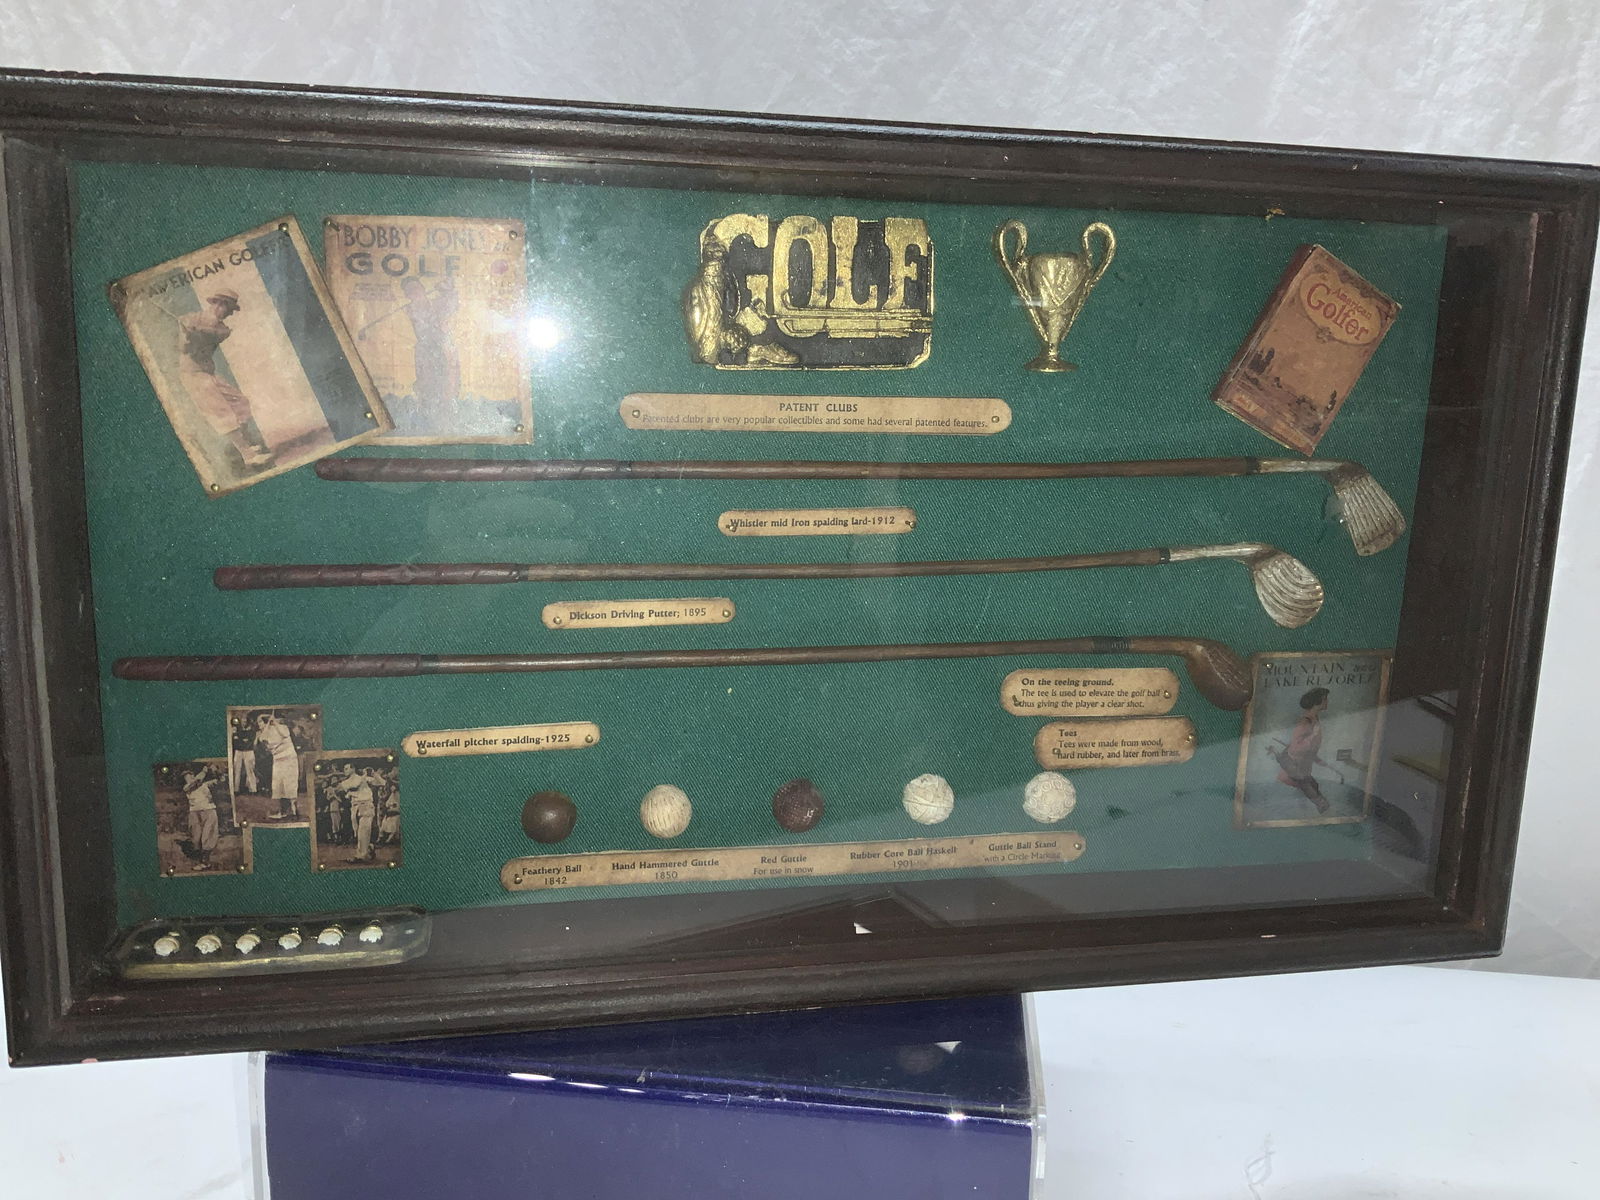 AMERICAN GOLFER
BOBBY JONES
GOLF
GOLF
American
Golfer
PATENT CLUBS
Patented clubs are very popular collectibles and some had several patented features.
Whistler mid Iron spalding lard-1912
Dickson Driving Putter; 1895
On the teeing ground.
The tee is used to elevate the golf ball
thus giving the player a clear shot.
MOUNTAIN and
LAKE RESORTS
Tees
Tees were made from wood,
hard rubber, and later from brass.
Waterfall pitcher spalding-1925
Feathery Ball
1842
Hand Hammered Guttie
1850
Red Guttie
For use in snow
Rubber Core Ball Haskell
1901
Guttie Ball Stand
with a Circle Marking